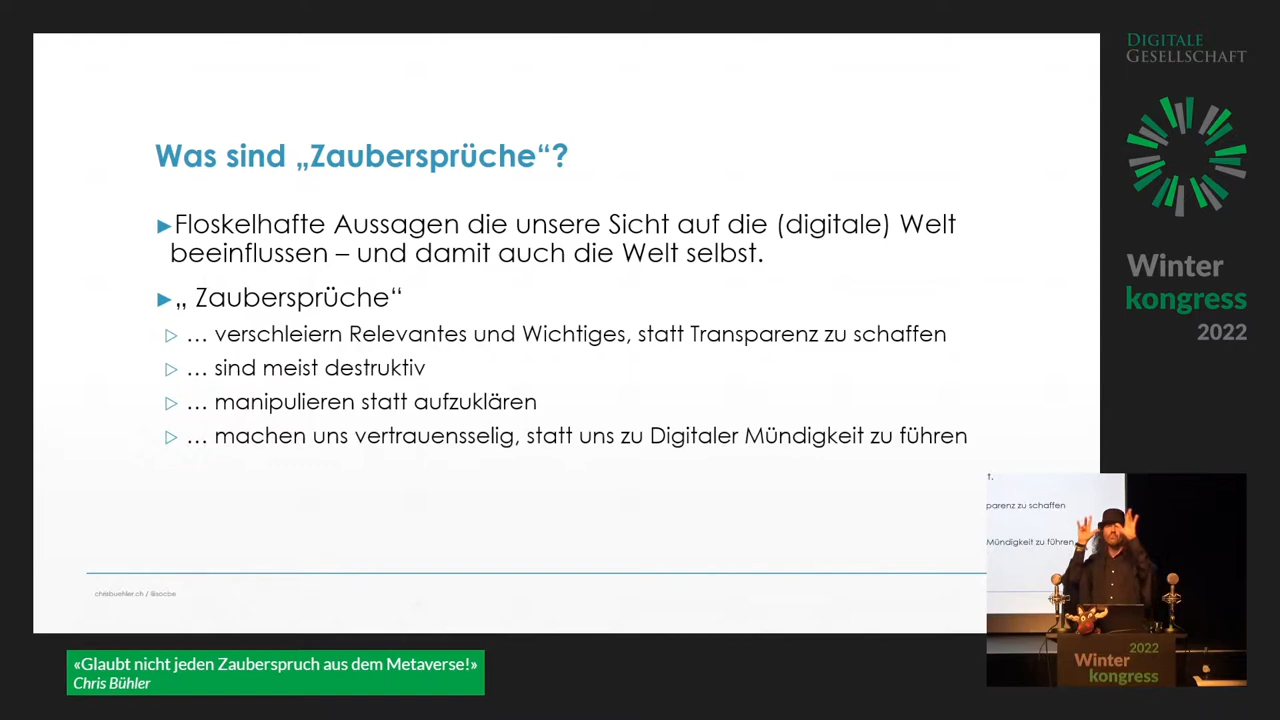 DIGITALE
GESELLSCHAFT
Winter
kongress
2022
Was sind „Zaubersprüche“?
Floskelhafte Aussagen die unsere Sicht auf die (digitale) Welt
beeinflussen – und damit auch die Welt selbst.
„ Zaubersprüche“
… verschleiern Relevantes und Wichtiges, statt Transparenz zu schaffen
… sind meist destruktiv
… manipulieren statt aufzuklären
… machen uns vertrauensselig, statt uns zu Digitaler Mündigkeit zu führen
chrisbuehler.ch / @socbe
t.
parenz zu schaffen
Mündigkeit zu führen
2022
Winter
kongress
«Glaubt nicht jeden Zauberspruch aus dem Metaverse!»
Chris Bühler